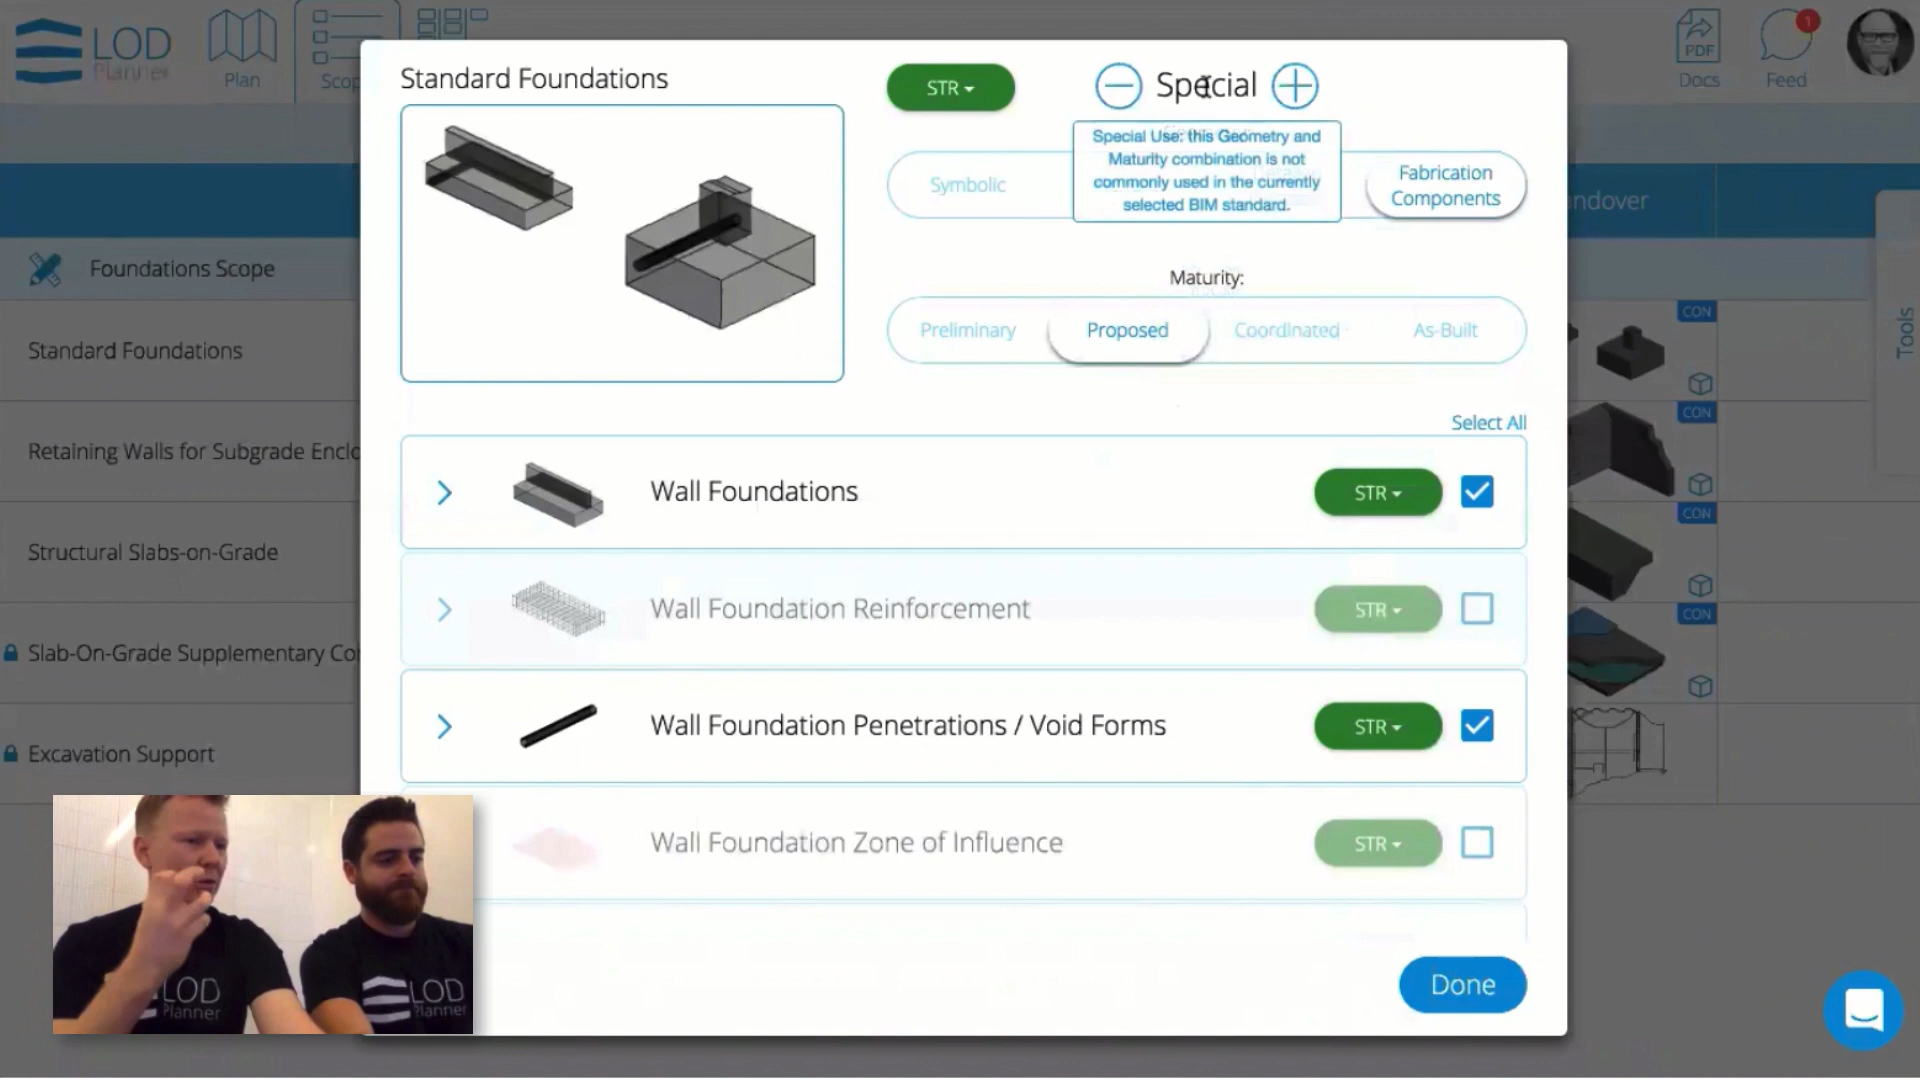 LOD
Planner
Plan
Scop
PDF
Docs
1
Feed
Standard Foundations
STR
Special
Special Use: this Geometry and
Maturity combination is not
commonly used in the currently
selected BIM standard.
Symbolic
Fabrication
Components
Maturity:
Preliminary
Proposed
Coordinated
As-Built
andover
Tools
Foundations Scope
Standard Foundations
Retaining Walls for Subgrade Enclo
Structural Slabs-on-Grade
Slab-On-Grade Supplementary Co
Excavation Support
CON
CON
CON
CON
Select All
Wall Foundations
STR
Wall Foundation Reinforcement
STR
Wall Foundation Penetrations / Void Forms
STR
Wall Foundation Zone of Influence
STR
Done
LOD
Planner
LOD
Planner